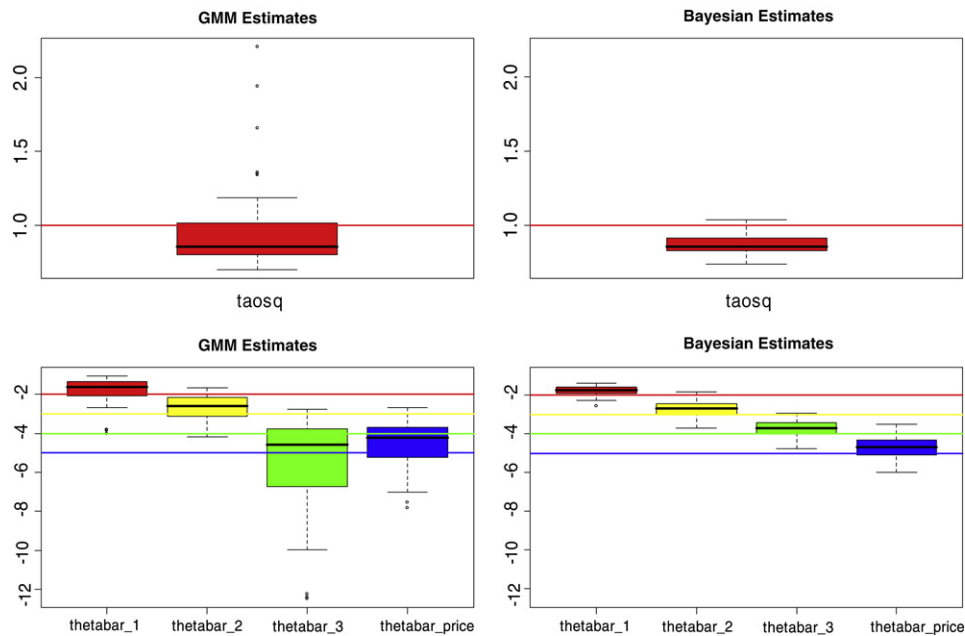 GMM Estimates
2.0
1.5
1.0
taosq
Bayesian Estimates
2.0
1.5
1.0
taosq
GMM Estimates
-2
-4
-6
-8
-10
-12
thetabar_1 thetabar_2 thetabar_3 thetabar_price
Bayesian Estimates
-2
-4
-6
-8
-10
-12
thetabar_1 thetabar_2 thetabar_3 thetabar_price